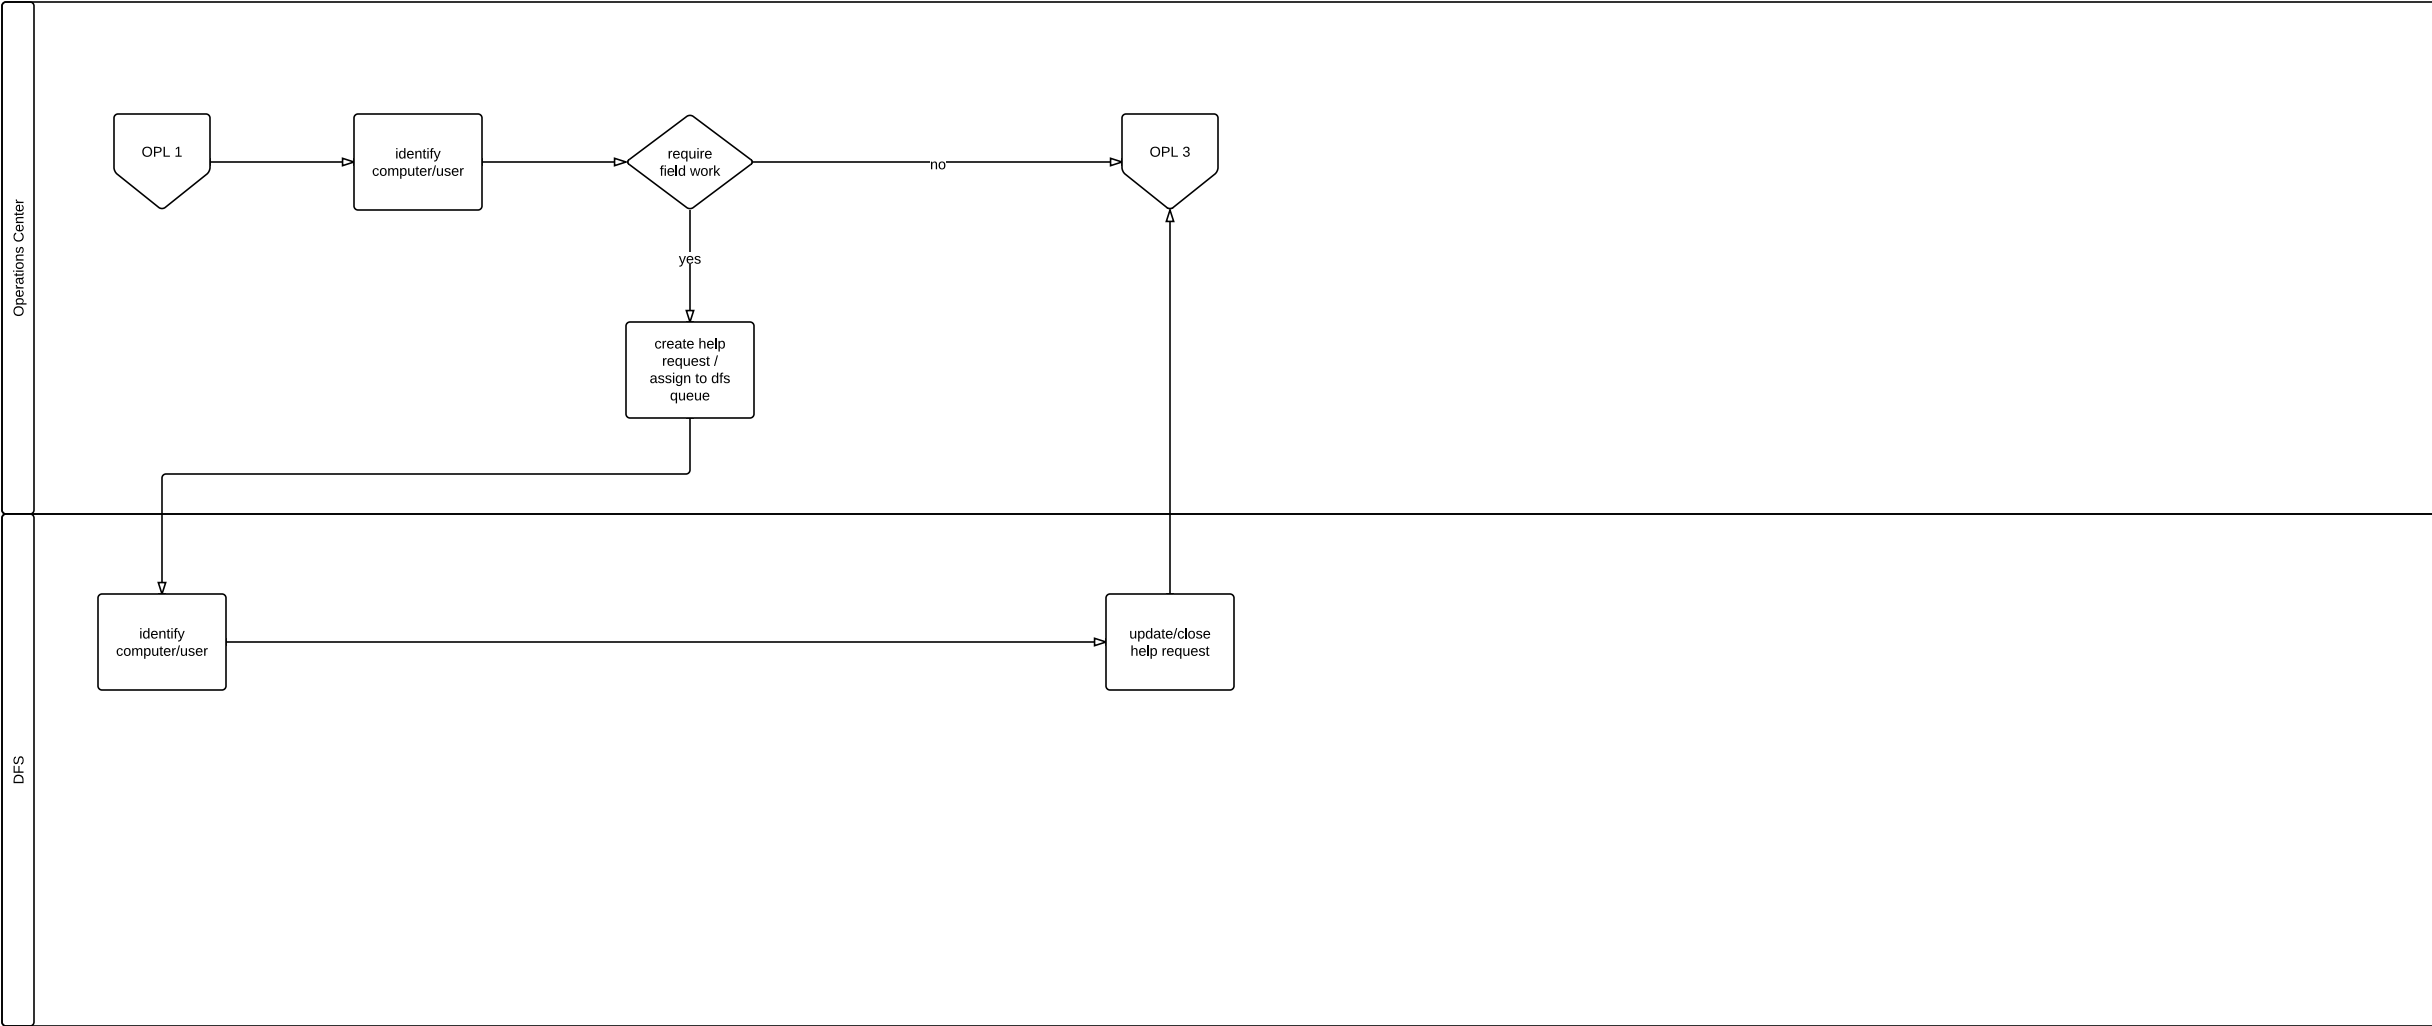 Operations Center
OPL 1
identify
computer/user
require
field work
no
OPL 3
yes
create help
request /
assign to dfs
queue
DFS
identify
computer/user
update/close
help request